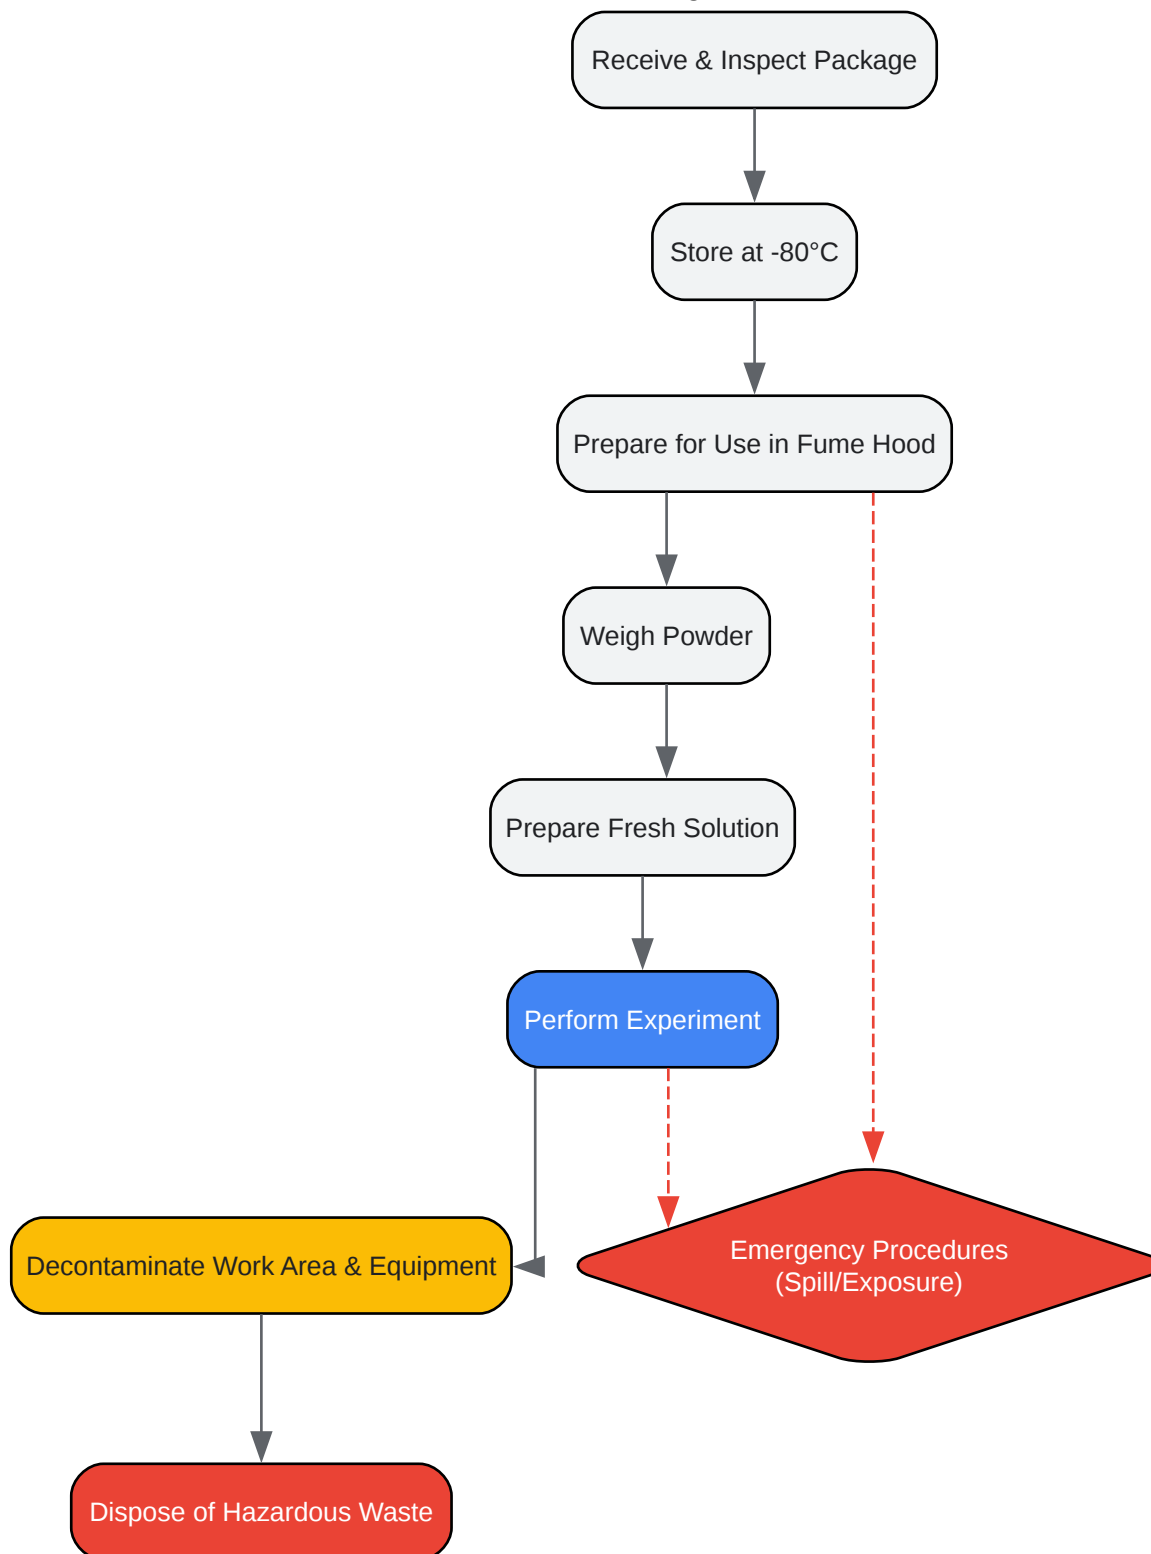 Receive & Inspect Package
Store at -80°C
Prepare for Use in Fume Hood
Weigh Powder
Prepare Fresh Solution
Perform Experiment
Decontaminate Work Area & Equipment
Emergency Procedures
(Spill/Exposure)
Dispose of Hazardous Waste